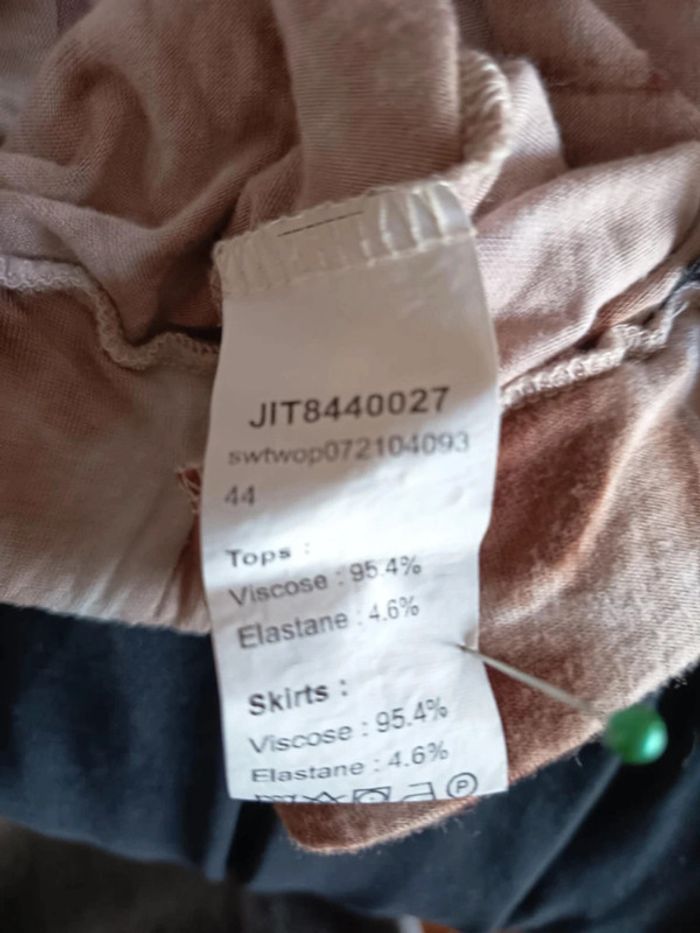 JIT8440027
swtwop072104093
44
Tops :
Viscose : 95.4%
Elastane : 4.6%
Skirts :
Viscose : 95.4%
Elastane : 4.6%
P